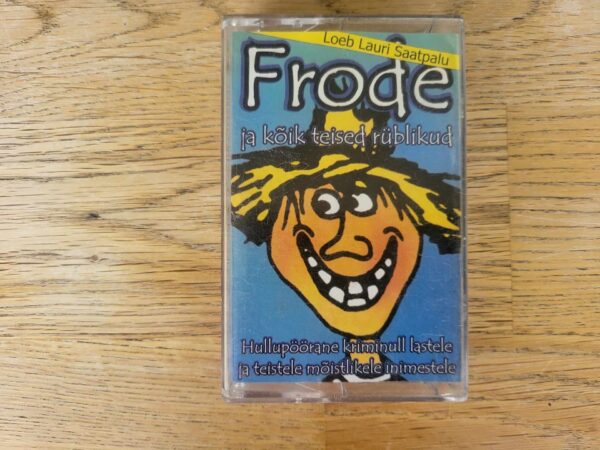 Loeb Lauri Saatpalu
Frode
ja kõik teised rüblikud
Hullupöörane kriminull lastele
ja teistele mõistlikele inimestele